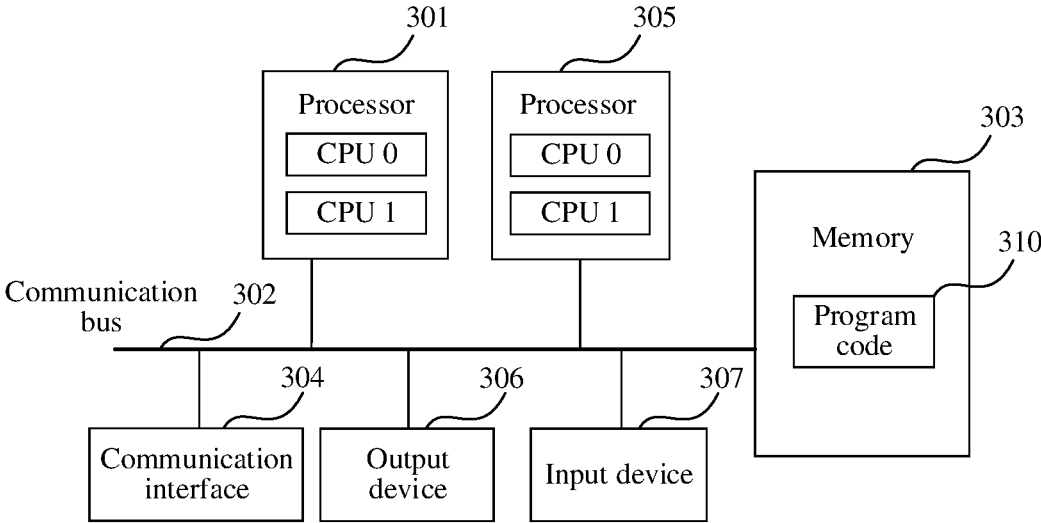 301
305
Processor
CPU 0
CPU 1
Processor
CPU 0
CPU 1
303
Memory
310
Program
code
Communication
bus
302
304
306
307
Communication
interface
Output
device
Input device